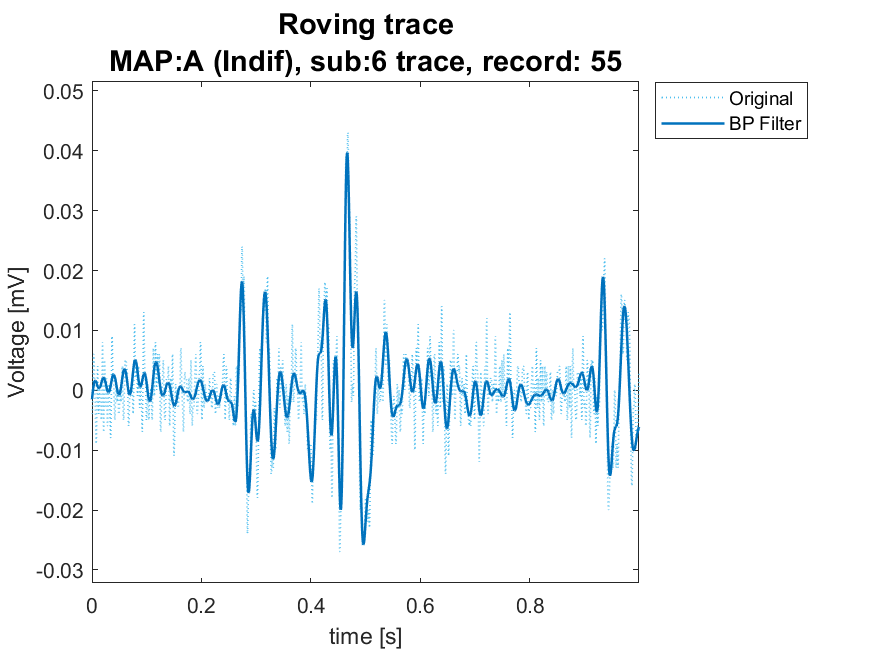 Roving trace
MAP:A (Indif), sub:6 trace, record: 55
Original
BP Filter
0.05
0.04
0.03
0.02
0.01
0
-0.01
-0.02
-0.03
Voltage [mV]
0 0.2 0.4 0.6 0.8
time [s]